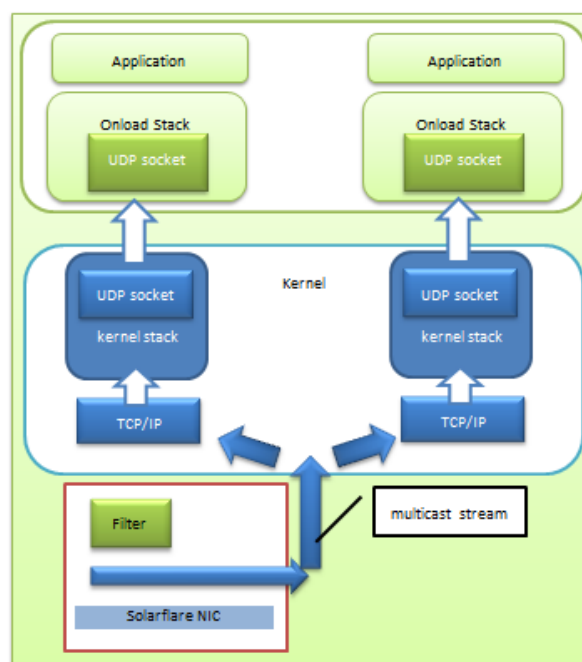 Application
Application
Onload Stack
Onload Stack
UDP socket
UDP socket
Kernel
UDP socket
UDP socket
kernel stack
kernel stack
TCP/IP
TCP/IP
Filter
multicast stream
Solarflare NIC